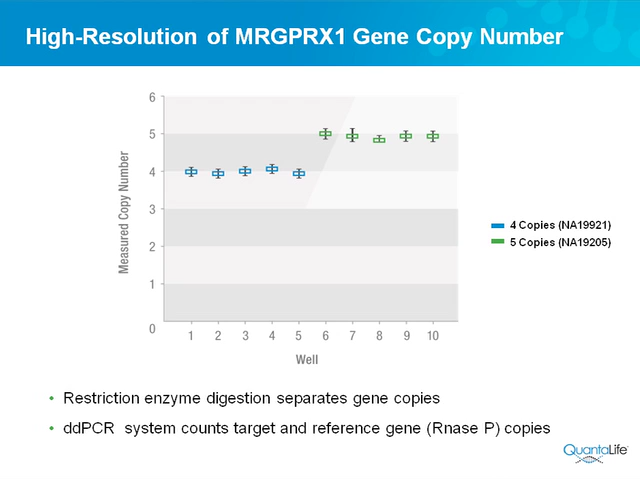 High-Resolution of MRGPRX1 Gene Copy Number
6
5
4
3
2
1
0
Measured Copy Number
1 2 3 4 5 6 7 8 9 10
Well
4 Copies (NA19921)
5 Copies (NA19205)
• Restriction enzyme digestion separates gene copies
• ddPCR system counts target and reference gene (Rnase P) copies
QuantaLife